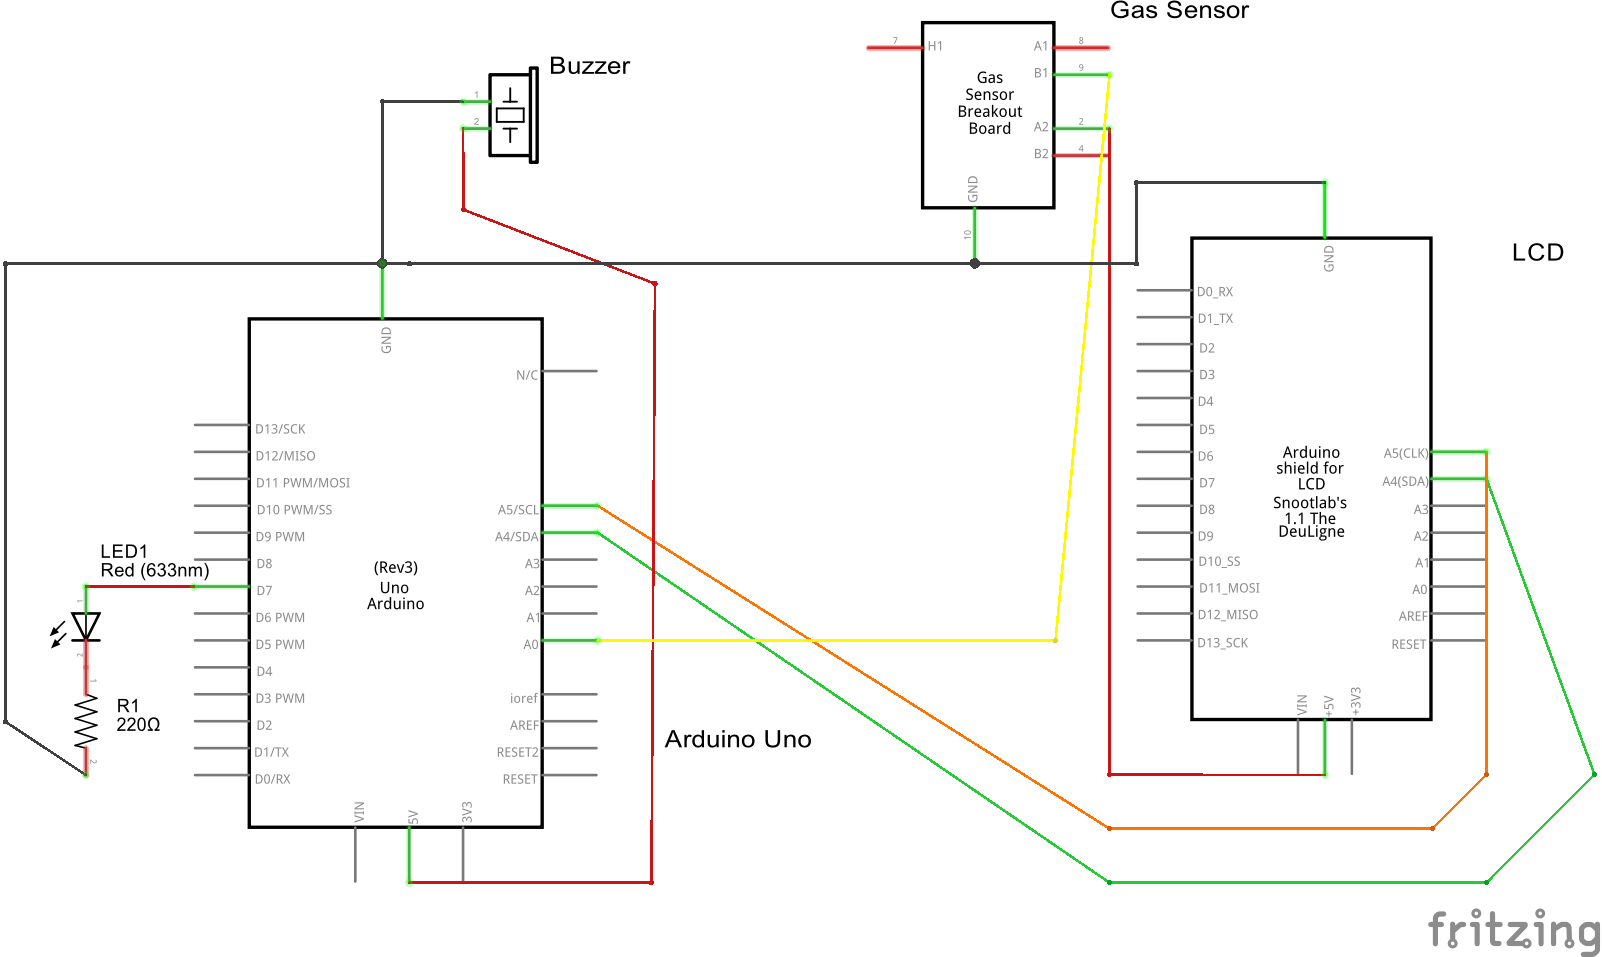 Gas Sensor
Buzzer
1
2
7
H1
A1
8
B1
9
Gas
Sensor
Breakout
Board
A2
2
B2
4
GND
10
LCD
GND
D0_RX
D1_TX
D2
D3
D4
D5
D6
D7
D8
D9
D10_SS
D11_MOSI
D12_MISO
D13_SCK
Arduino
shield for
LCD
Snootlab's
1.1 The
DeuLigne
A5(CLK)
A4(SDA)
A3
A2
A1
A0
AREF
RESET
VIN
+5V
+3V3
GND
N/C
D13/SCK
D12/MISO
D11 PWM/MOSI
D10 PWM/SS
D9 PWM
D8
D7
D6 PWM
D5 PWM
D4
D3 PWM
D2
D1/TX
D0/RX
(Rev3)
Uno
Arduino
A5/SCL
A4/SDA
A3
A2
A1
A0
ioref
AREF
RESET2
RESET
VIN
5V
3V3
LED1
Red (633nm)
1
2
1
R1
220Ω
2
Arduino Uno
fritzing